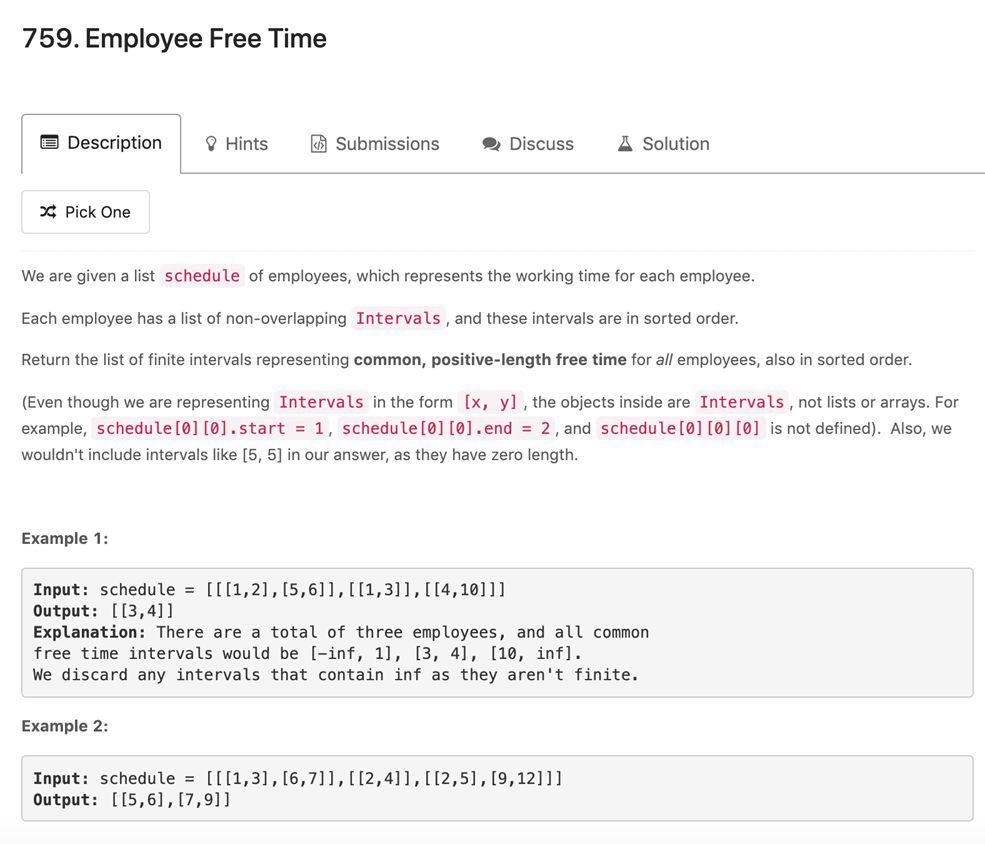 759. Employee Free Time
Description
Hints
Submissions
Discuss
Solution
Pick One
We are given a list schedule of employees, which represents the working time for each employee.
Each employee has a list of non-overlapping Intervals, and these intervals are in sorted order.
Return the list of finite intervals representing common, positive-length free time for all employees, also in sorted order.
(Even though we are representing Intervals in the form [x, y], the objects inside are Intervals, not lists or arrays. For
example, schedule[0][0].start = 1, schedule[0][0].end = 2, and schedule[0][0][0] is not defined).  Also, we
wouldn't include intervals like [5, 5] in our answer, as they have zero length.
Example 1:
Input: schedule = [[[1,2],[5,6]],[[1,3]],[[4,10]]]
Output: [[3,4]]
Explanation: There are a total of three employees, and all common
free time intervals would be [-inf, 1], [3, 4], [10, inf].
We discard any intervals that contain inf as they aren't finite.
Example 2:
Input: schedule = [[[1,3],[6,7]],[[2,4]],[[2,5],[9,12]]]
Output: [[5,6],[7,9]]